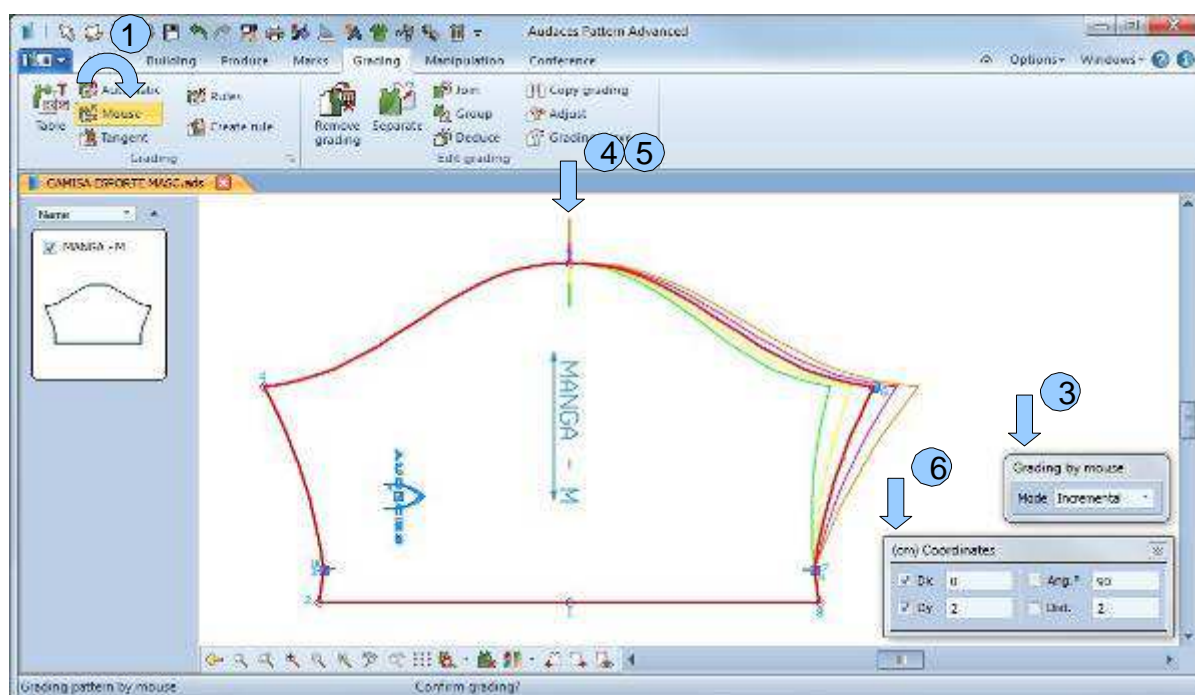 1
Audaces Pattern Advanced
Building Produce Marks Grading Manipulation Conference Options Windows
Table Automatic Mouse Tangent
Rules Create rule
Grading
Remove grading Separate
Join Group Deduce
Copy grading Adjust Grading
Edit grading
4 5
CAMISA ESPORTE MASC.ads
Name
MANGA - M
MANGA - M
3
Grading by mouse
Mode Incremental
6
(cm) Coordinates
Dx 0 Ang.° 90
Dy 2 Dist. 2
Grading pattern by mouse Confirm grading?